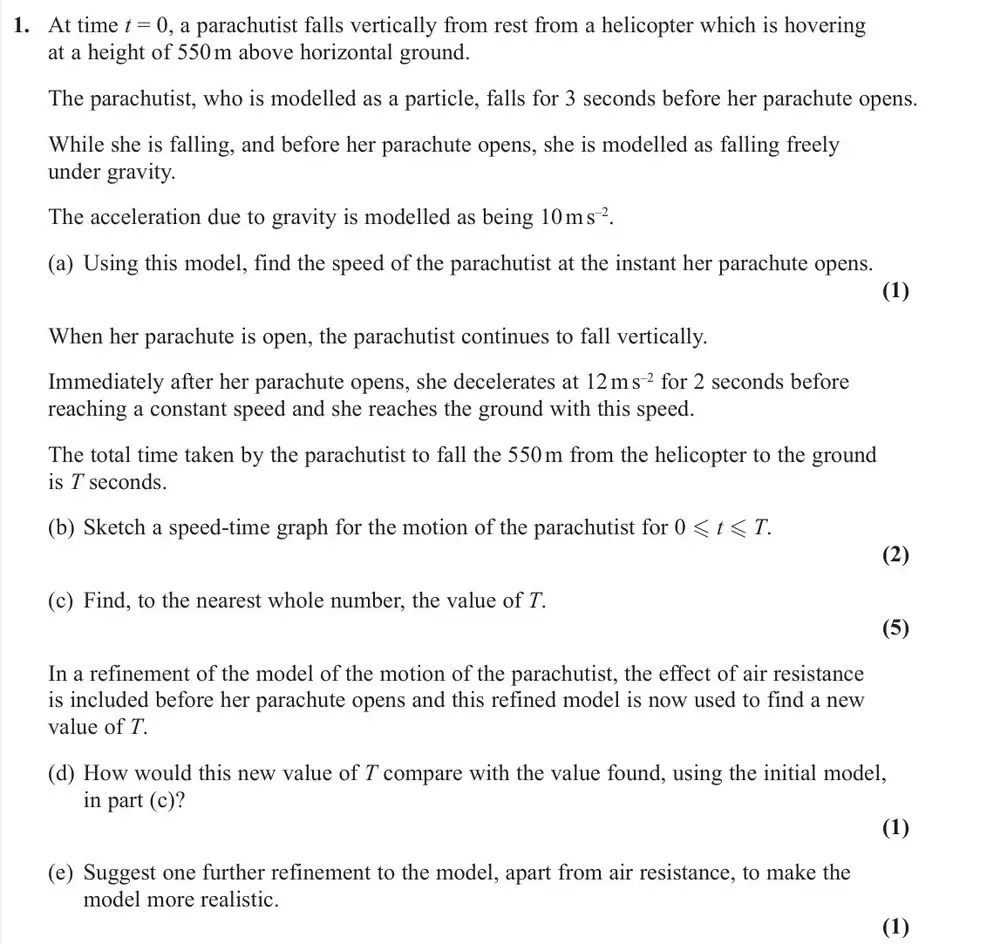 1. At time t = 0, a parachutist falls vertically from rest from a helicopter which is hovering
at a height of 550 m above horizontal ground.
The parachutist, who is modelled as a particle, falls for 3 seconds before her parachute opens.
While she is falling, and before her parachute opens, she is modelled as falling freely
under gravity.
The acceleration due to gravity is modelled as being 10 m s⁻².
(a) Using this model, find the speed of the parachutist at the instant her parachute opens.
(1)
When her parachute is open, the parachutist continues to fall vertically.
Immediately after her parachute opens, she decelerates at 12 m s⁻² for 2 seconds before
reaching a constant speed and she reaches the ground with this speed.
The total time taken by the parachutist to fall the 550 m from the helicopter to the ground
is T seconds.
(b) Sketch a speed-time graph for the motion of the parachutist for 0 ⩽ t ⩽ T.
(2)
(c) Find, to the nearest whole number, the value of T.
(5)
In a refinement of the model of the motion of the parachutist, the effect of air resistance
is included before her parachute opens and this refined model is now used to find a new
value of T.
(d) How would this new value of T compare with the value found, using the initial model,
in part (c)?
(1)
(e) Suggest one further refinement to the model, apart from air resistance, to make the
model more realistic.
(1)